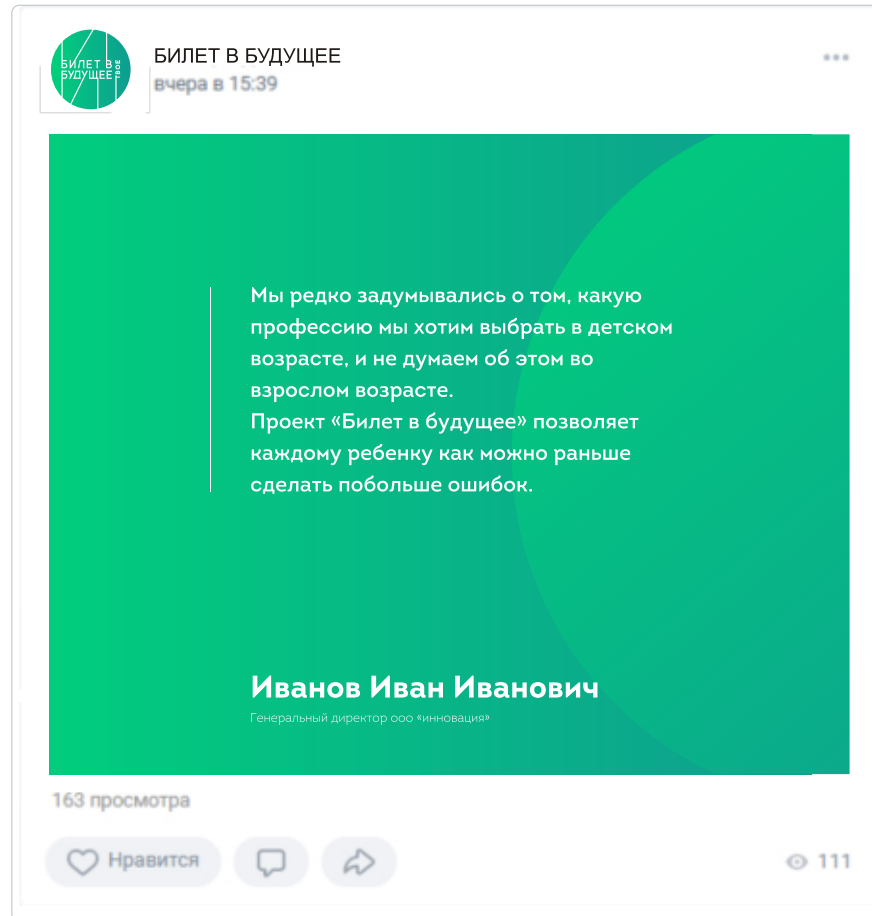 БИЛЕТ В
БУДУЩЕЕ
ТВОЕ
БИЛЕТ В БУДУЩЕЕ
вчера в 15:39
Мы редко задумывались о том, какую
профессию мы хотим выбрать в детском
возрасте, и не думаем об этом во
взрослом возрасте.
Проект «Билет в будущее» позволяет
каждому ребенку как можно раньше
сделать побольше ошибок.
Иванов Иван Иванович
Генеральный директор ооо «инновация»
163 просмотра
Нравится
111